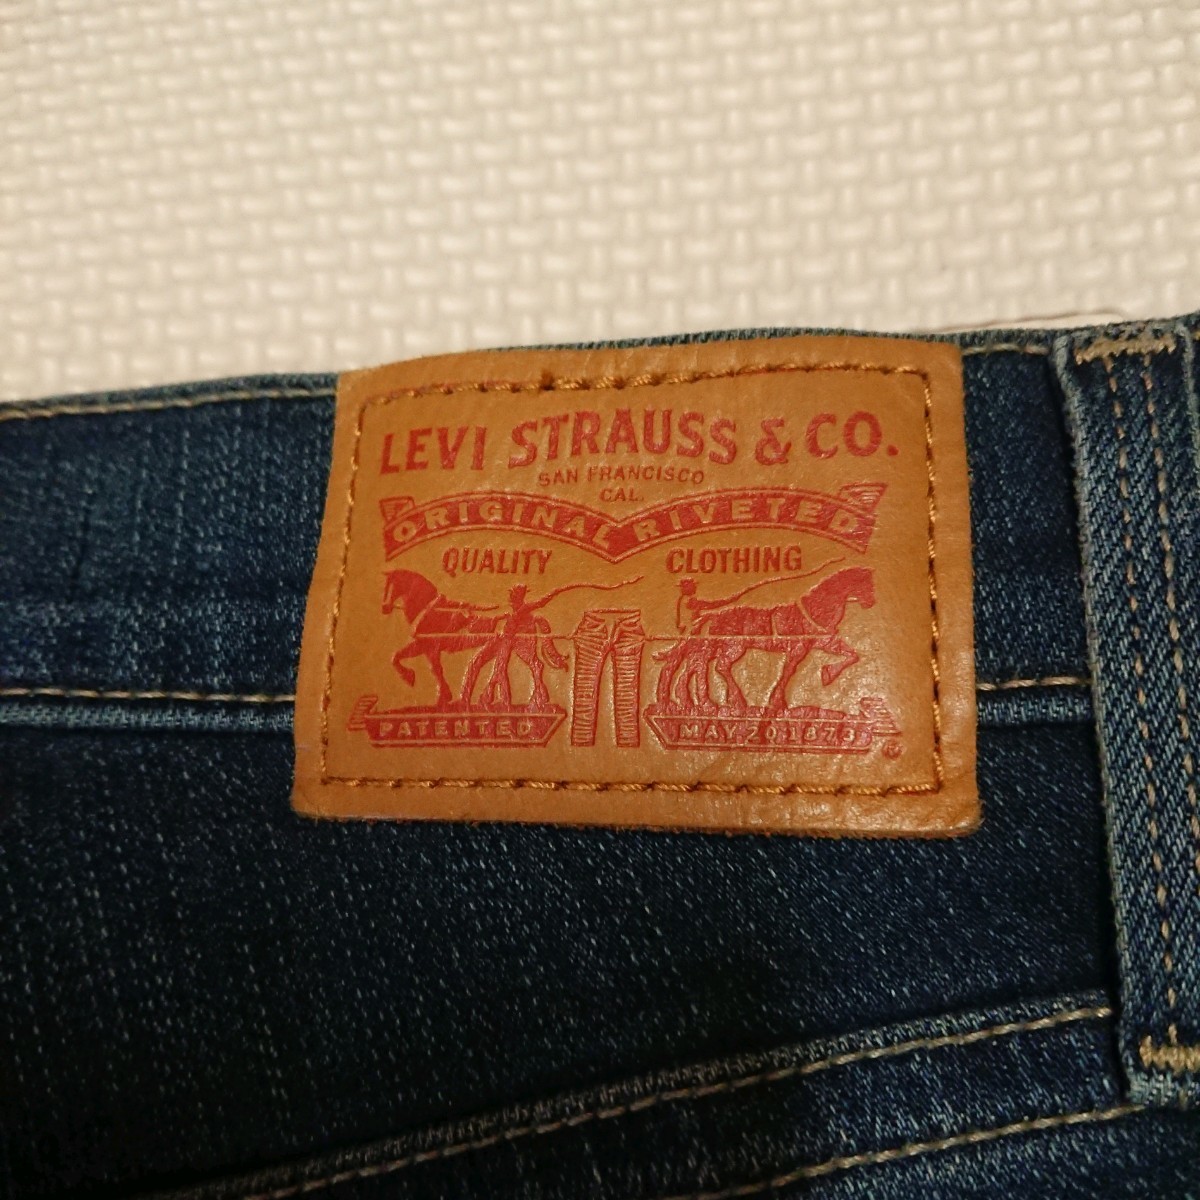 LEVI STRAUSS & CO.
SAN FRANCISCO
CAL.
ORIGINAL RIVETED
QUALITY CLOTHING
PATENTED MAY 20 1873
®